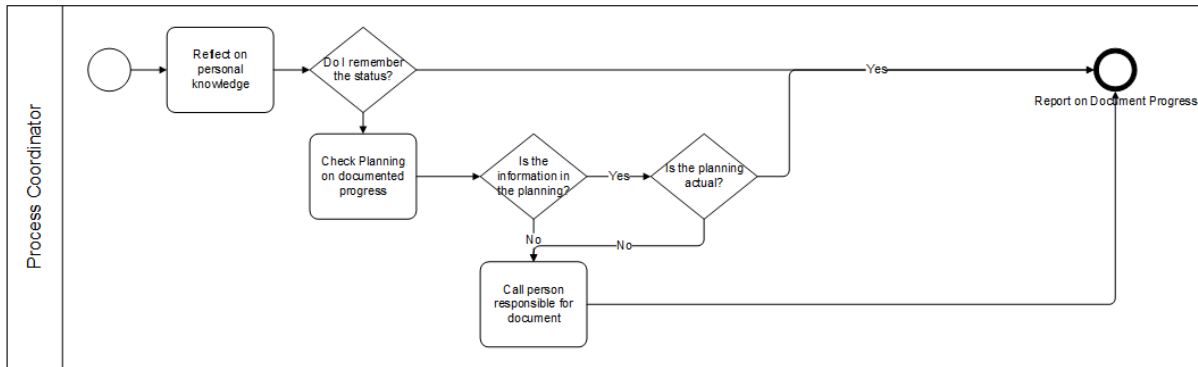 Process Coordinator
Reflect on
personal
knowledge
Do I remember
the status?
Yes
Report on Document Progress
Check Planning
on documented
progress
Is the
information in
the planning?
Yes
Is the planning
actual?
No
No
Call person
responsible for
document